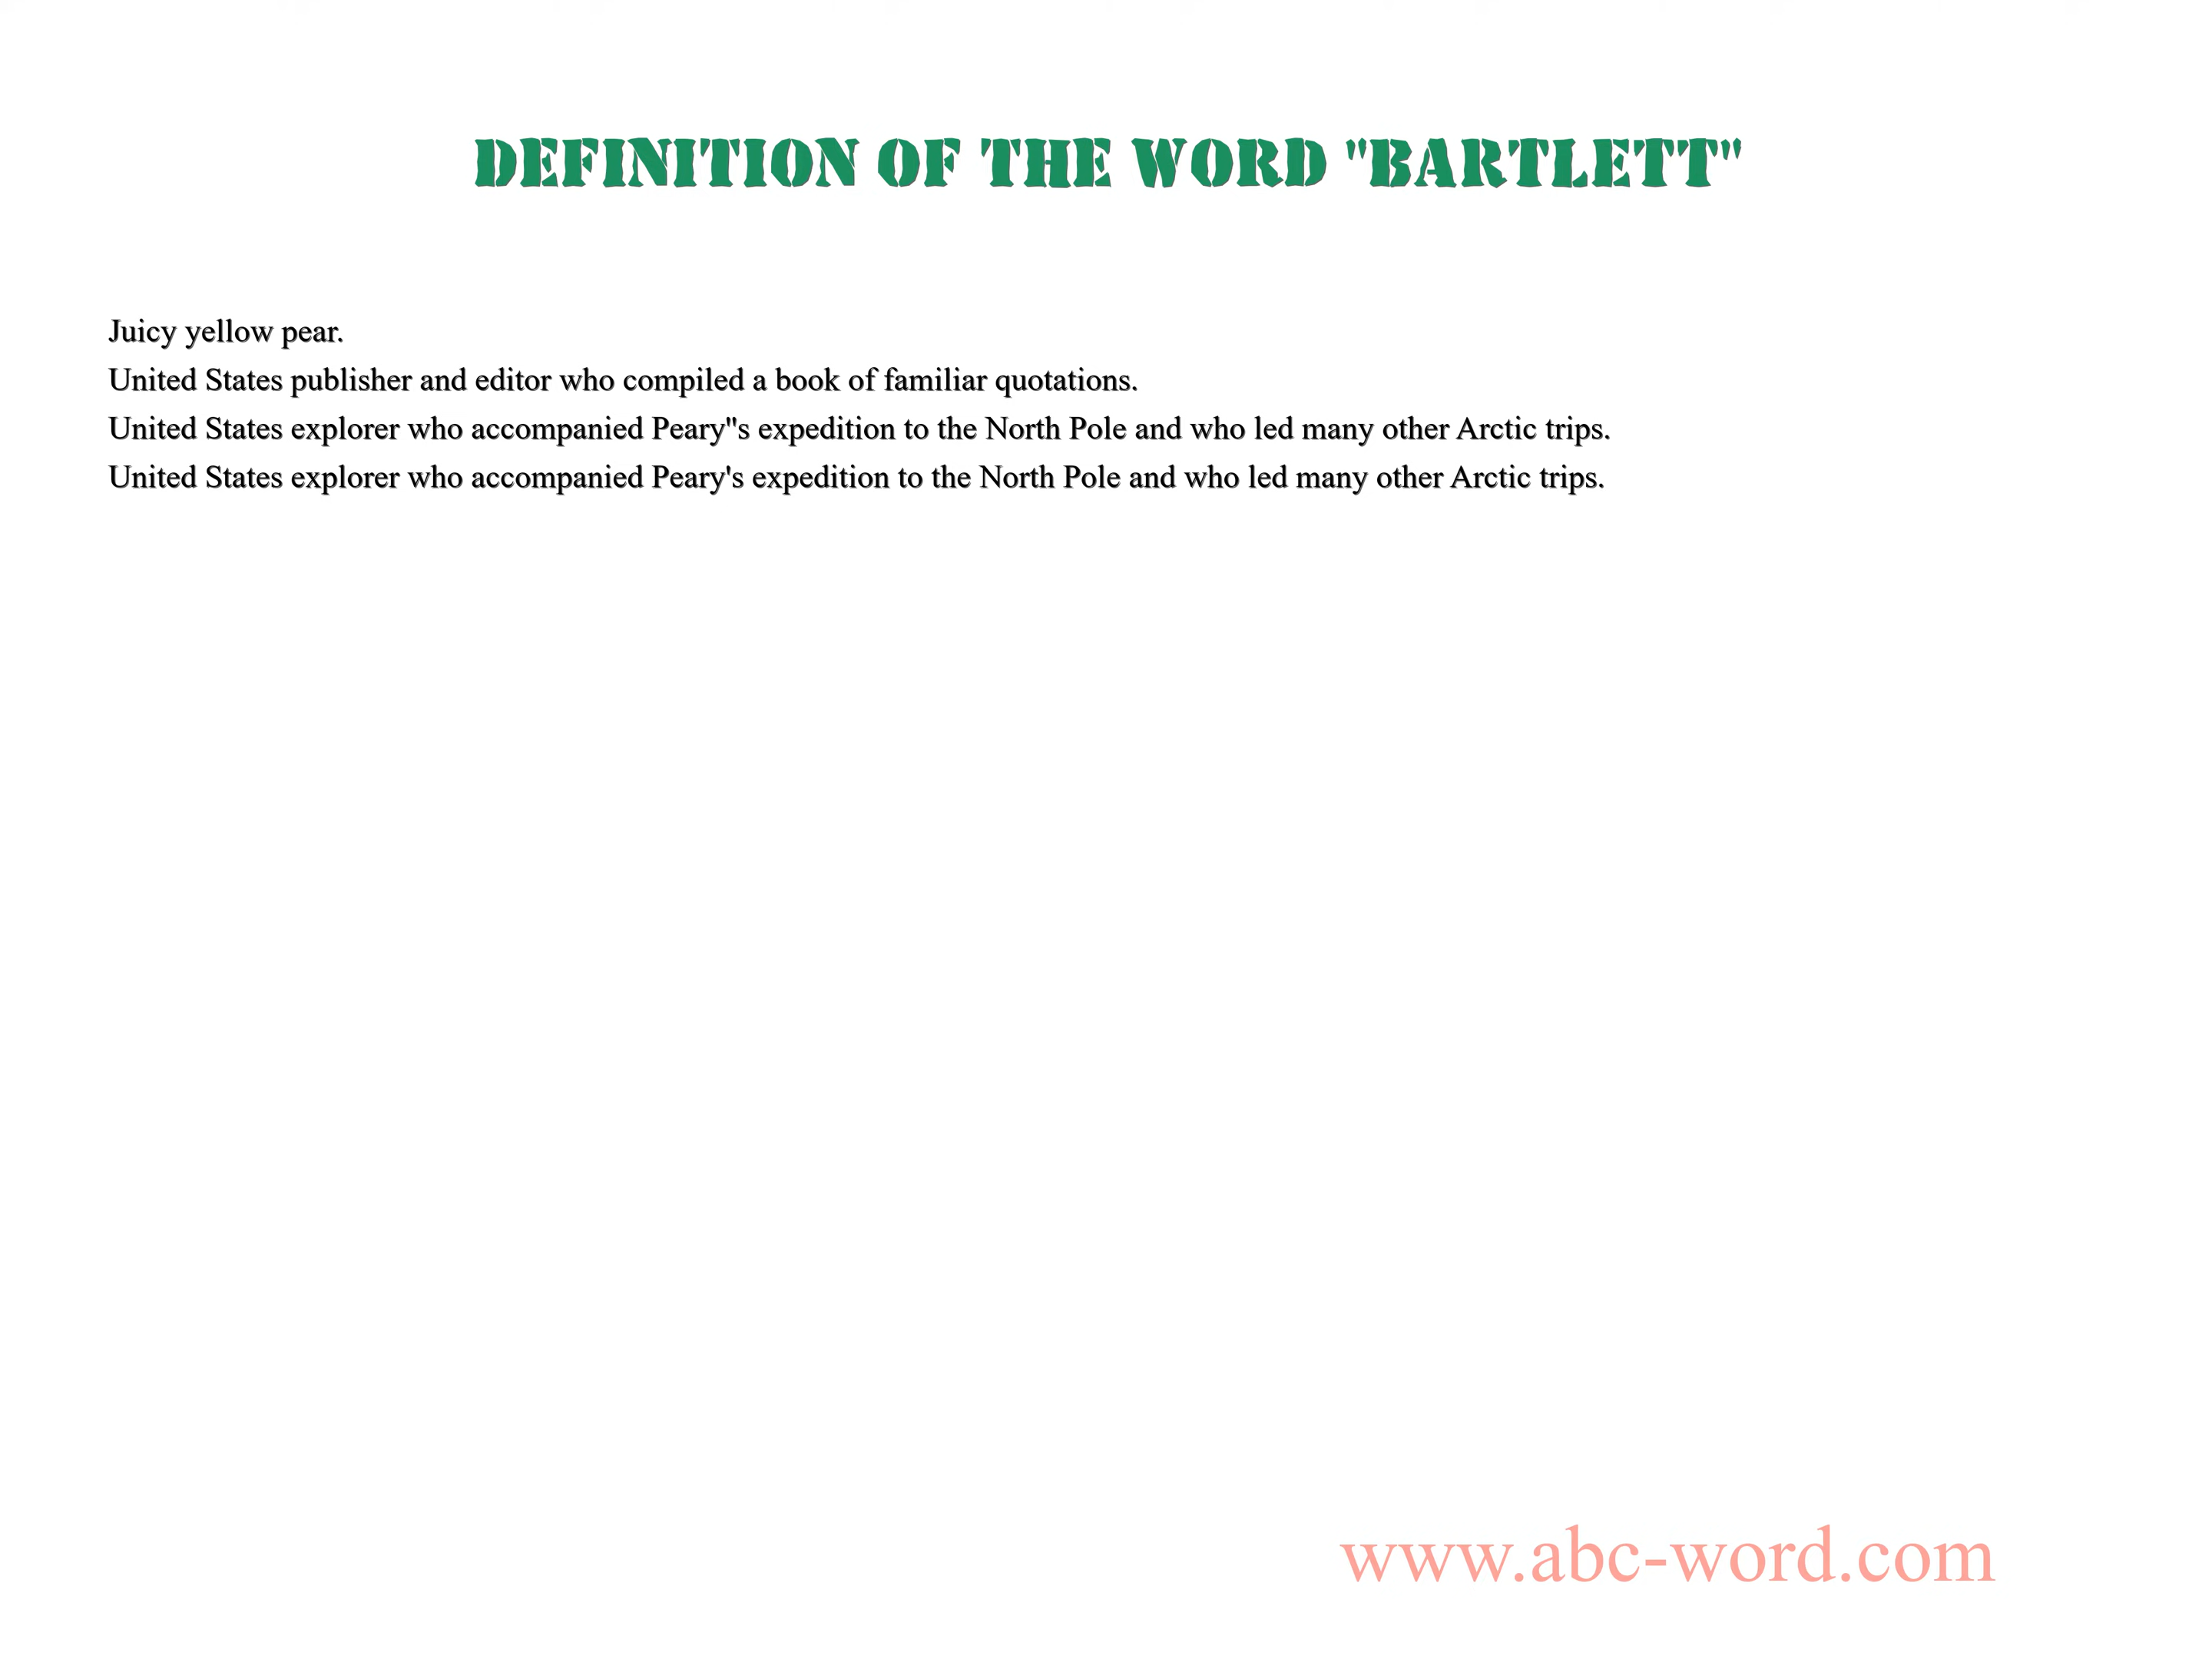 DEFINITION OF THE WORD "BARTLETT"
Juicy yellow pear.
United States publisher and editor who compiled a book of familiar quotations.
United States explorer who accompanied Peary''s expedition to the North Pole and who led many other Arctic trips.
United States explorer who accompanied Peary's expedition to the North Pole and who led many other Arctic trips.
www.abc-word.com